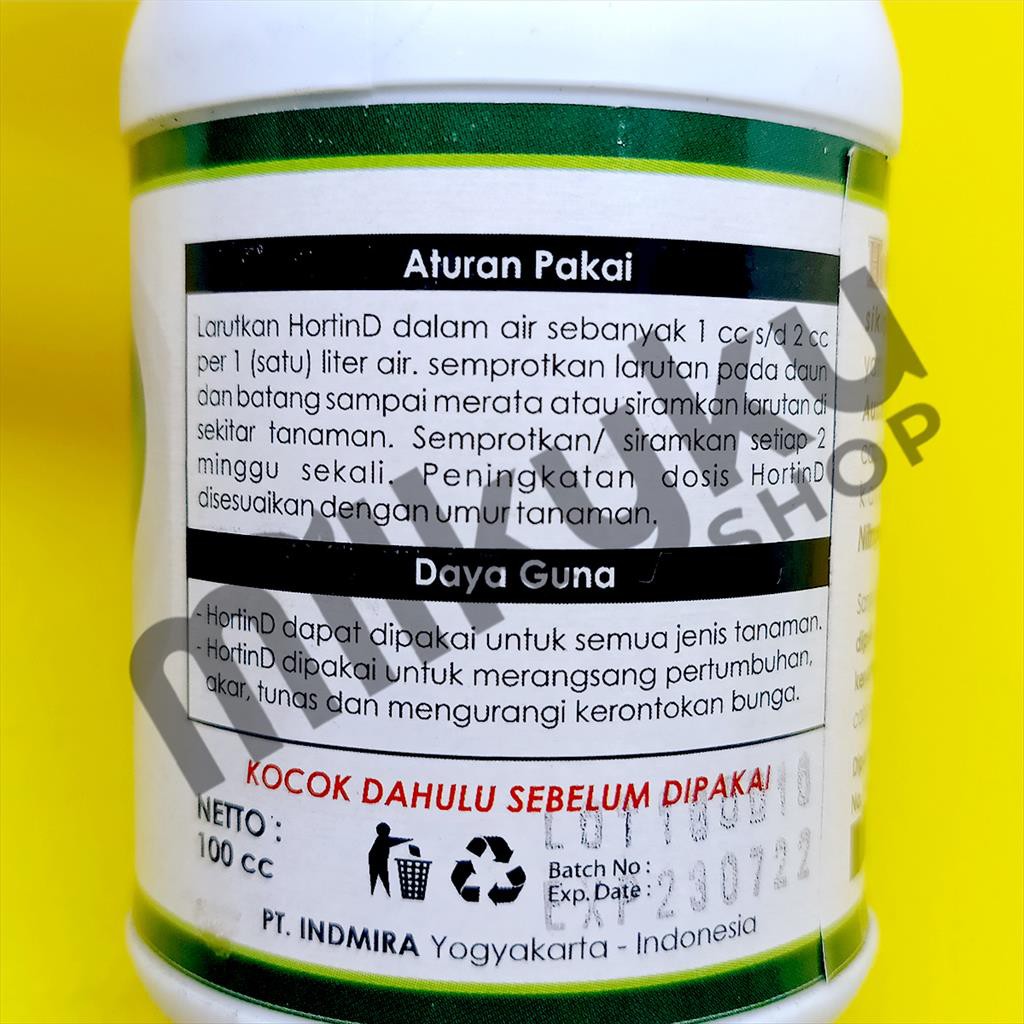 Aturan Pakai
Larutkan HortinD dalam air sebanyak 1 cc s/d 2 cc
per 1 (satu) liter air. semprotkan larutan pada daun
dan batang sampai merata atau siramkan larutan di
sekitar tanaman. Semprotkan/ siramkan setiap 2
minggu sekali. Peningkatan dosis HortinD
disesuaikan dengan umur tanaman.
Daya Guna
- HortinD dapat dipakai untuk semua jenis tanaman.
- HortinD dipakai untuk merangsang pertumbuhan,
akar, tunas dan mengurangi kerontokan bunga.
KOCOK DAHULU SEBELUM DIPAKAI
NETTO :
100 cc
LOT
Batch No :
Exp. Date :
EXP 230722
PT. INDMIRA Yogyakarta - Indonesia
mikyku
SHOP